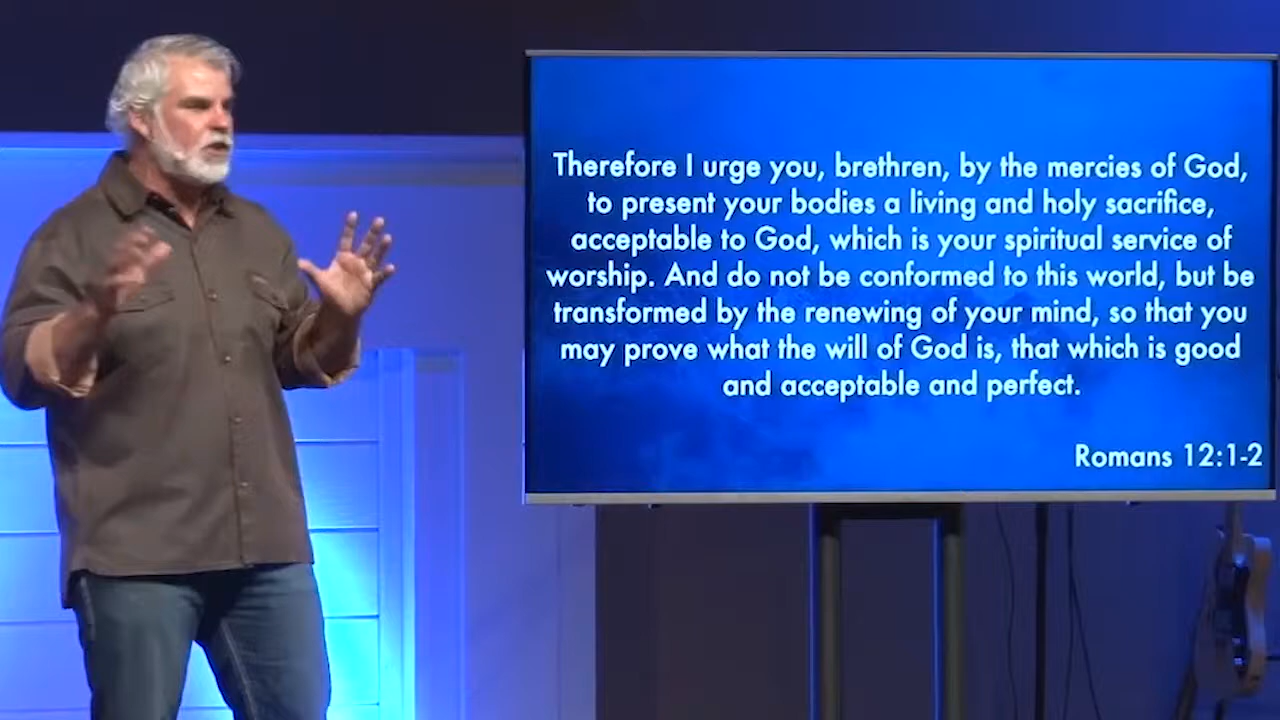 Therefore I urge you, brethren, by the mercies of God,
to present your bodies a living and holy sacrifice,
acceptable to God, which is your spiritual service of
worship. And do not be conformed to this world, but be
transformed by the renewing of your mind, so that you
may prove what the will of God is, that which is good
and acceptable and perfect.
Romans 12:1-2